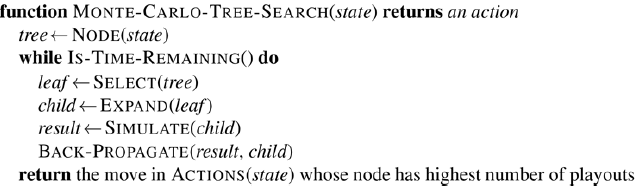 function MONTE-CARLO-TREE-SEARCH(state) returns an action
tree ← NODE(state)
while IS-TIME-REMAINING() do
leaf ← SELECT(tree)
child ← EXPAND(leaf)
result ← SIMULATE(child)
BACK-PROPAGATE(result, child)
return the move in ACTIONS(state) whose node has highest number of playouts